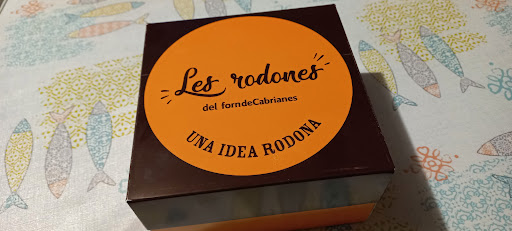 Les rodones
del forndeCabrianes
UNA IDEA RODONA